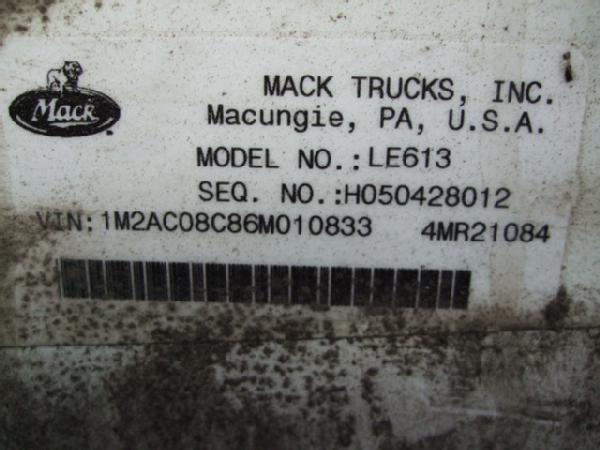 Mack
MACK TRUCKS, INC.
Macungie, PA, U.S.A.
MODEL NO.:LE613
SEQ. NO.:H050428012
VIN:1M2AC08C86M010833 4MR21084